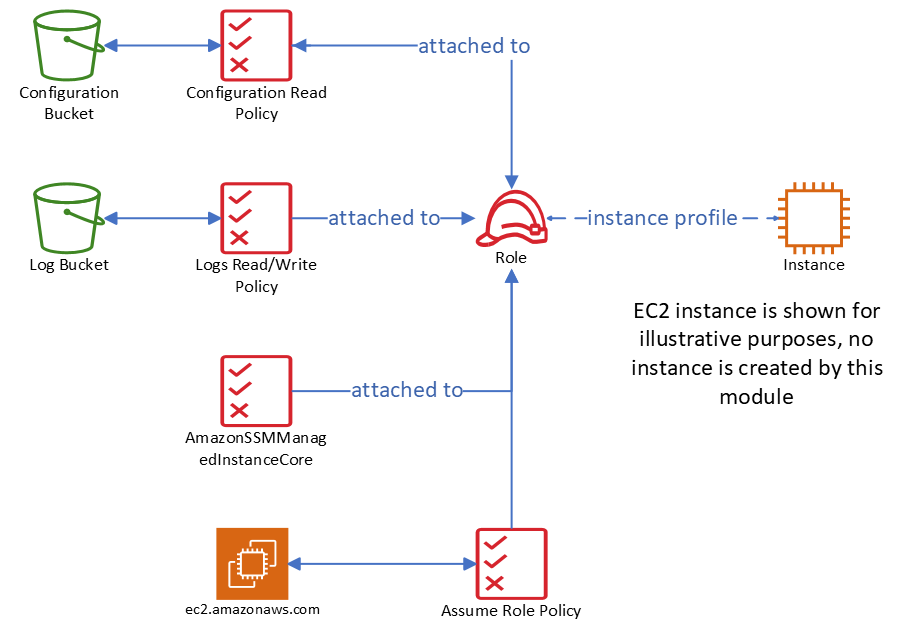 attached to
Configuration
Bucket
Configuration Read
Policy
attached to
instance profile
Log Bucket
Logs Read/Write
Policy
Role
Instance
EC2 instance is shown for
illustrative purposes, no
instance is created by this
module
attached to
AmazonSSMManag
edInstanceCore
ec2.amazonaws.com
Assume Role Policy